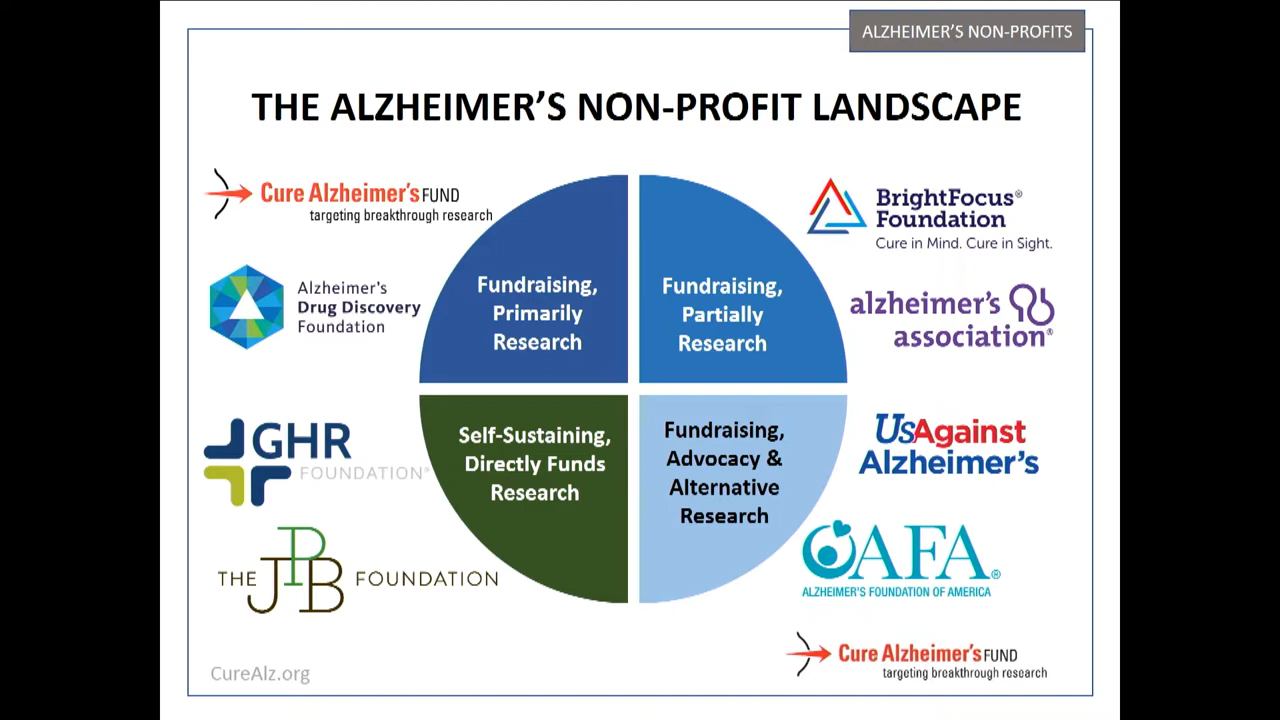 ALZHEIMER'S NON-PROFITS
THE ALZHEIMER'S NON-PROFIT LANDSCAPE
Cure Alzheimer's FUND
targeting breakthrough research
Alzheimer's
Drug Discovery
Foundation
GHR
FOUNDATION®
THE JPB FOUNDATION
Fundraising,
Primarily
Research
Fundraising,
Partially
Research
Self-Sustaining,
Directly Funds
Research
Fundraising,
Advocacy &
Alternative
Research
BrightFocus®
Foundation
Cure in Mind. Cure in Sight.
alzheimer's
association®
UsAgainst
Alzheimer's
AFA®
ALZHEIMER'S FOUNDATION OF AMERICA
CureAlz.org
Cure Alzheimer's FUND
targeting breakthrough research